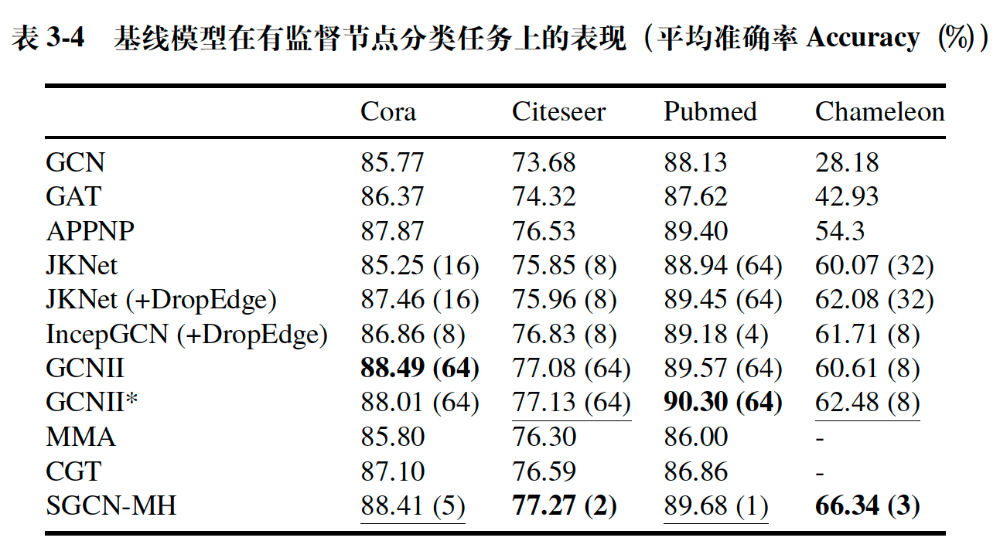 表 3-4 基线模型在有监督节点分类任务上的表现（平均准确率 Accuracy (%)）
Cora Citeseer Pubmed Chameleon
GCN 85.77 73.68 88.13 28.18
GAT 86.37 74.32 87.62 42.93
APPNP 87.87 76.53 89.40 54.3
JKNet 85.25 (16) 75.85 (8) 88.94 (64) 60.07 (32)
JKNet (+DropEdge) 87.46 (16) 75.96 (8) 89.45 (64) 62.08 (32)
IncepGCN (+DropEdge) 86.86 (8) 76.83 (8) 89.18 (4) 61.71 (8)
GCNII 88.49 (64) 77.08 (64) 89.57 (64) 60.61 (8)
GCNII* 88.01 (64) 77.13 (64) 90.30 (64) 62.48 (8)
MMA 85.80 76.30 86.00 -
CGT 87.10 76.59 86.86 -
SGCN-MH 88.41 (5) 77.27 (2) 89.68 (1) 66.34 (3)